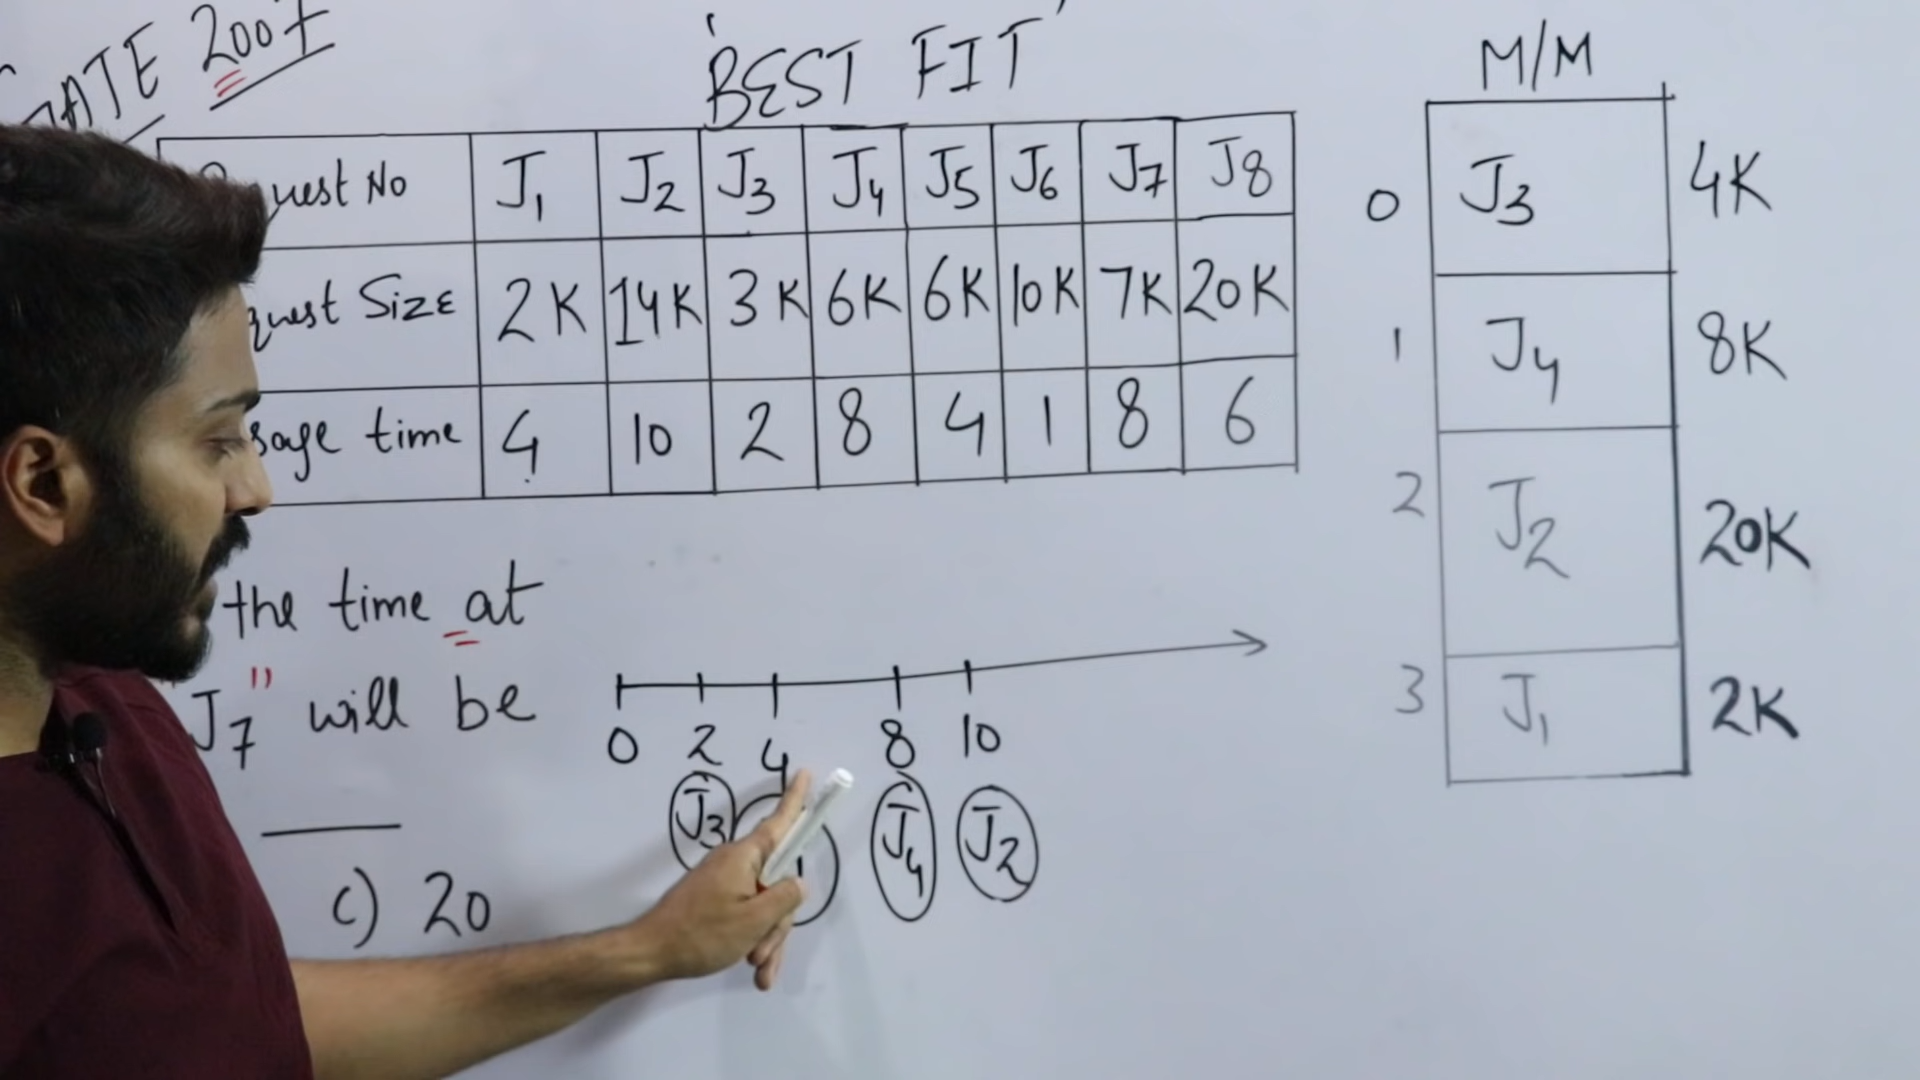 GATE 2007
'BEST FIT'
M/M
Request No J1 J2 J3 J4 J5 J6 J7 J8
Request Size 2K 14K 3K 6K 6K 10K 7K 20K
time 4 10 2 8 4 1 8 6
0 J3 4K
1 J4 8K
2 J2 20K
3 J1 2K
the time at
J7" will be
0 2 4 8 10
J3 J4 J2
c) 20